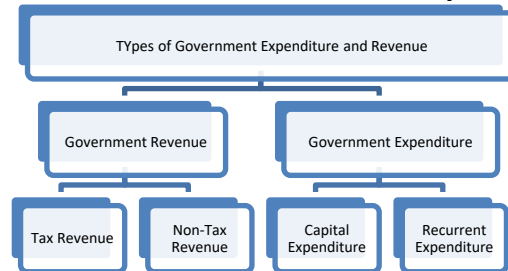 TYpes of Government Expenditure and Revenue
Government Revenue
Government Expenditure
Tax Revenue
Non-Tax
Revenue
Capital
Expenditure
Recurrent
Expenditure